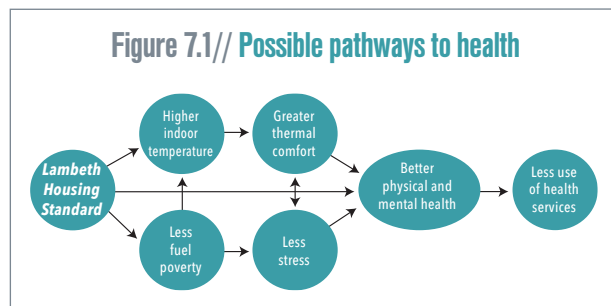 Figure 7.1// Possible pathways to health
Higher
indoor
temperature
Greater
thermal
comfort
Lambeth
Housing
Standard
Better
physical and
mental health
Less use
of health
services
Less
fuel
poverty
Less
stress